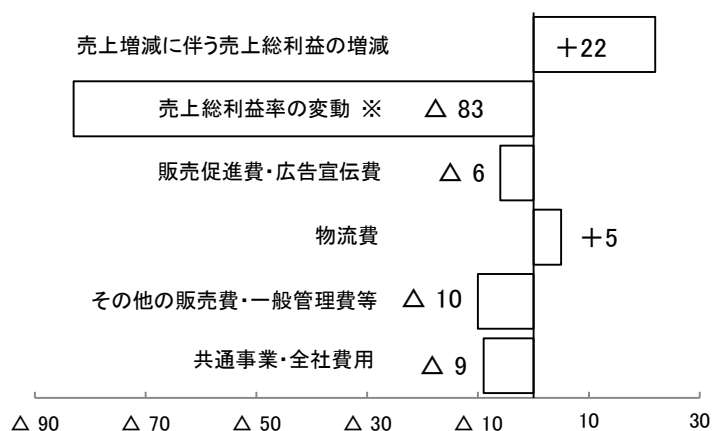 売上増減に伴う売上総利益の増減 +22
売上総利益率の変動 ※ △ 83
販売促進費・広告宣伝費 △ 6
物流費 +5
その他の販売費・一般管理費等 △ 10
共通事業・全社費用 △ 9
△ 90 △ 70 △ 50 △ 30 △ 10 10 30